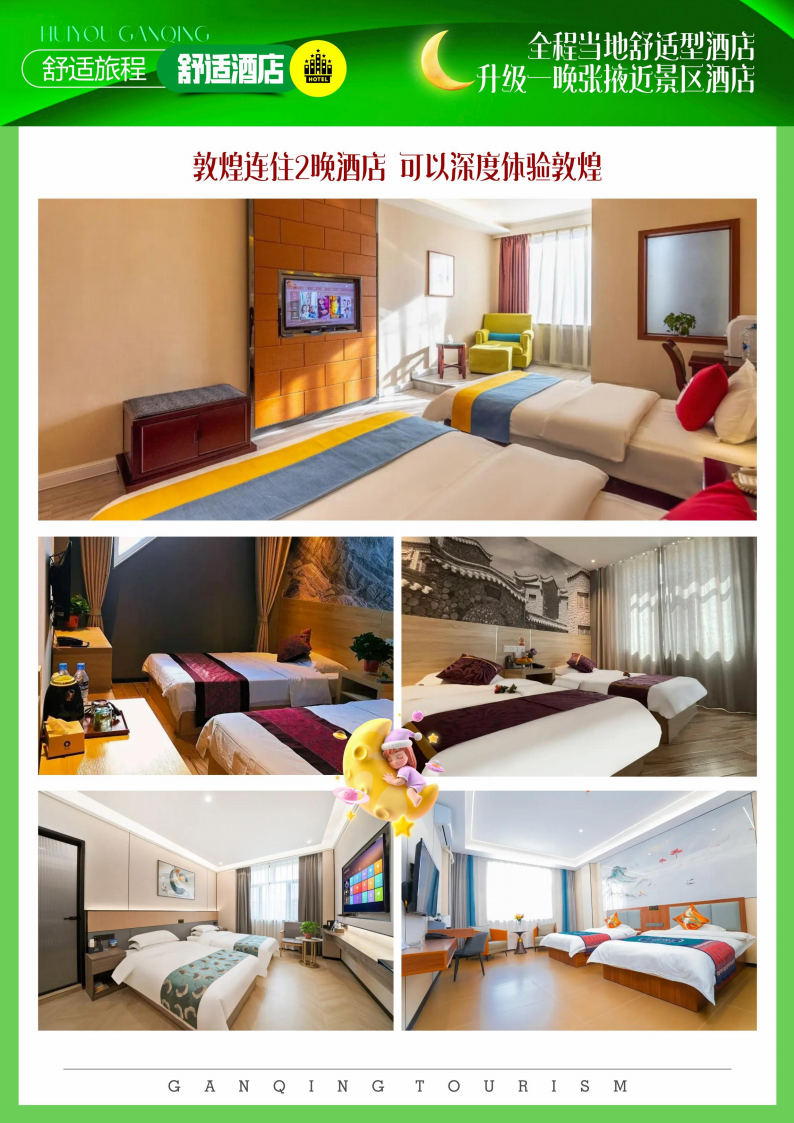 HUIYOU GANQING
舒适旅程
舒适酒店
HOTEL
全程当地舒适型酒店
升级一晚张掖近景区酒店
敦煌连住2晚酒店 可以深度体验敦煌
GANQING TOURISM